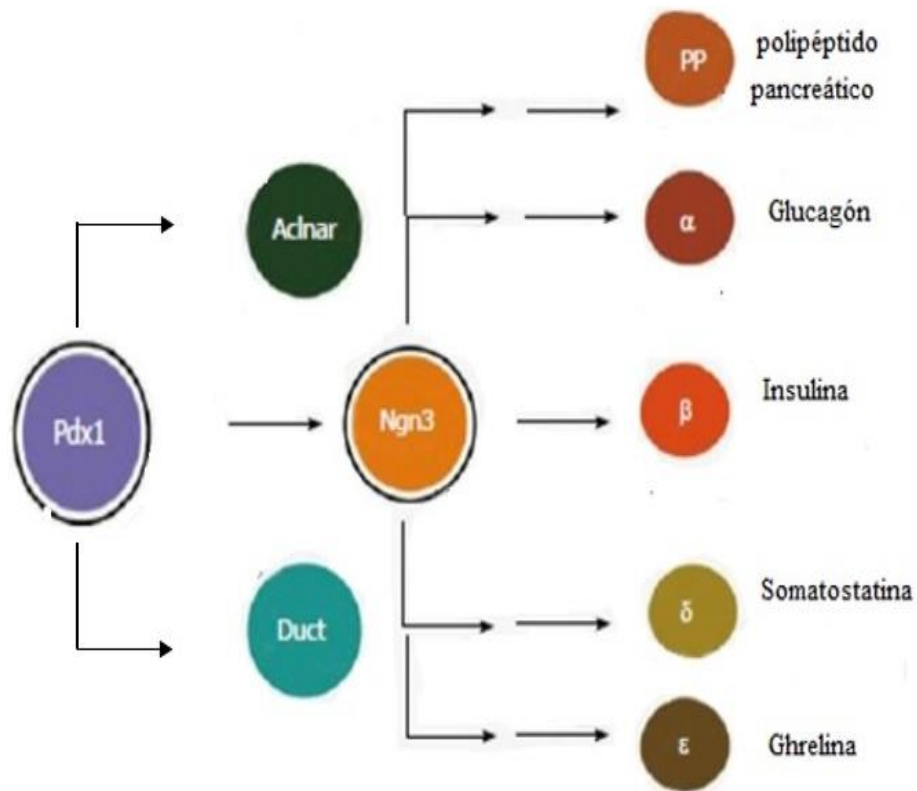 PP
polipéptido
pancreático
Aclnar
α
Glucagón
Pdx1
Ngn3
β
Insulina
Duct
δ
Somatostatina
ε
Ghrelina